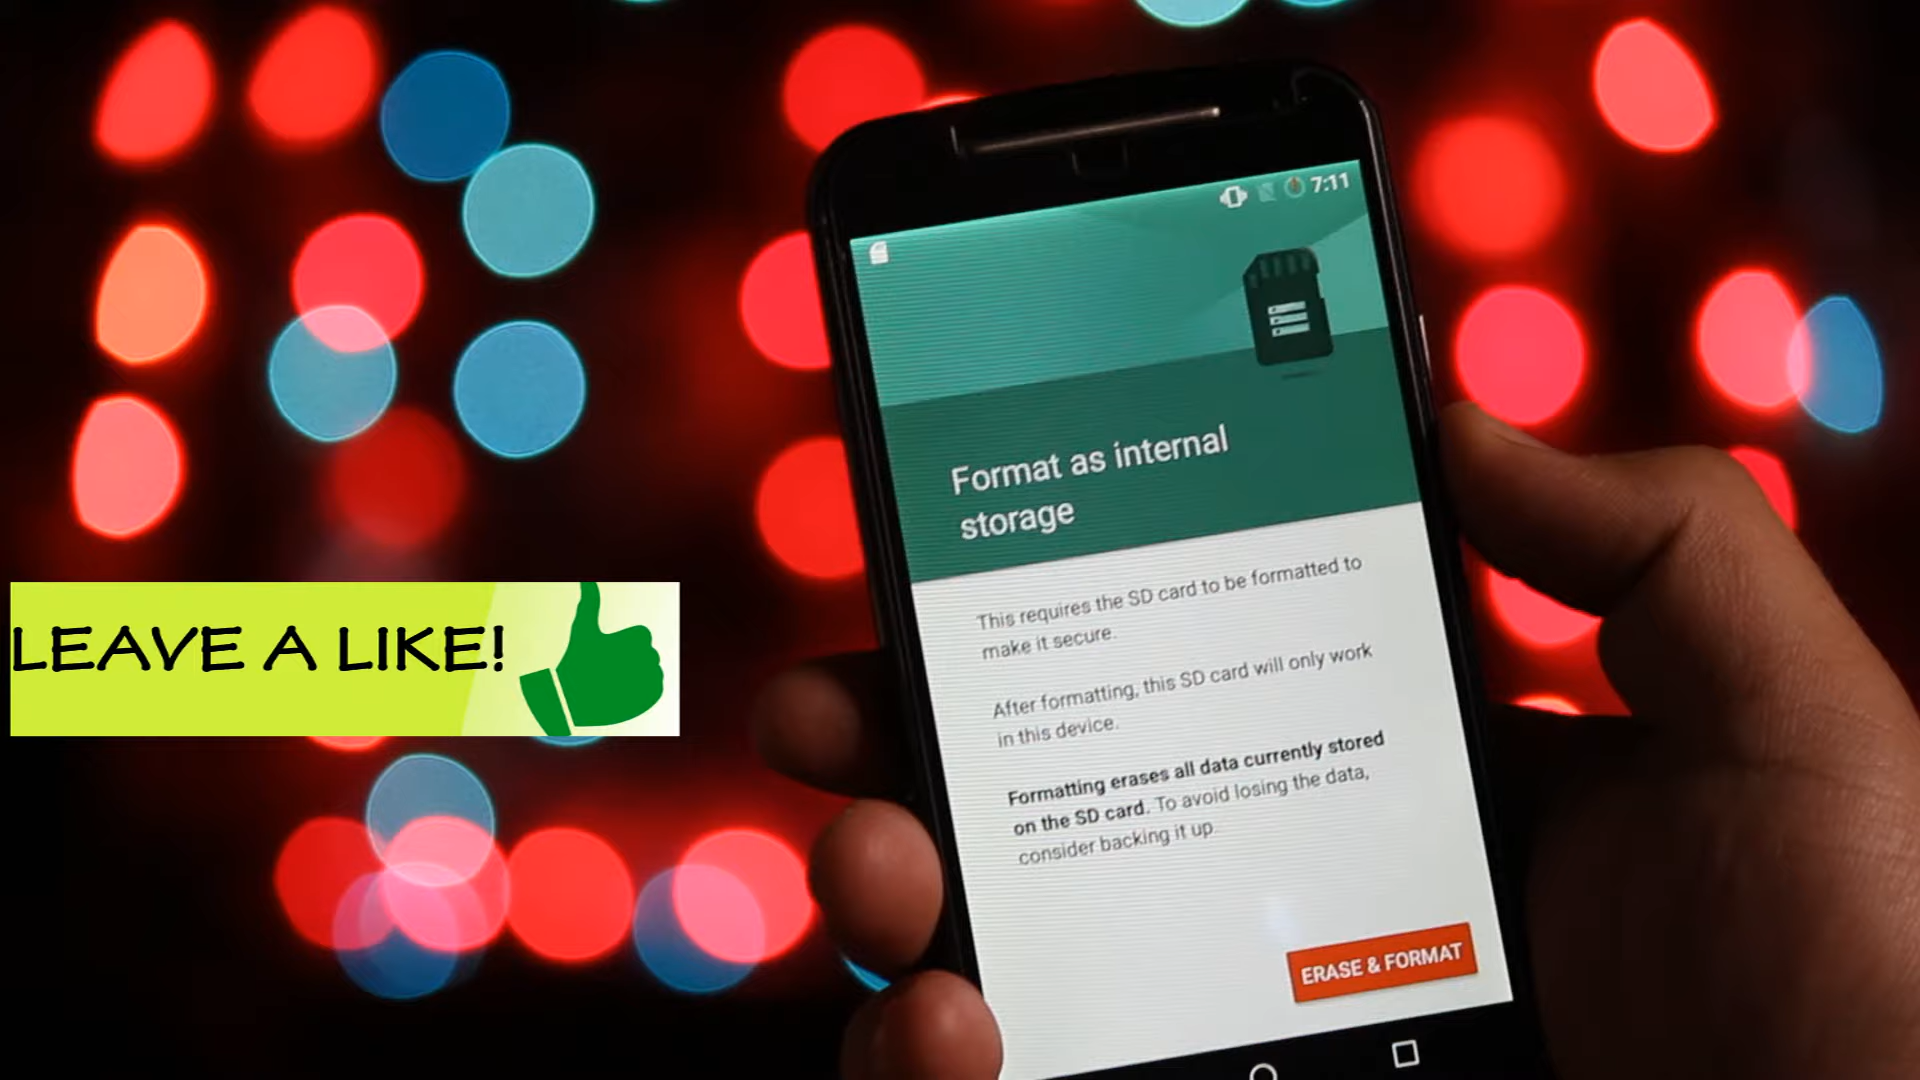 7:11
Format as internal
storage
LEAVE A LIKE!
This requires the SD card to be formatted to
make it secure.
After formatting, this SD card will only work
in this device.
Formatting erases all data currently stored
on the SD card. To avoid losing the data,
consider backing it up.
ERASE & FORMAT